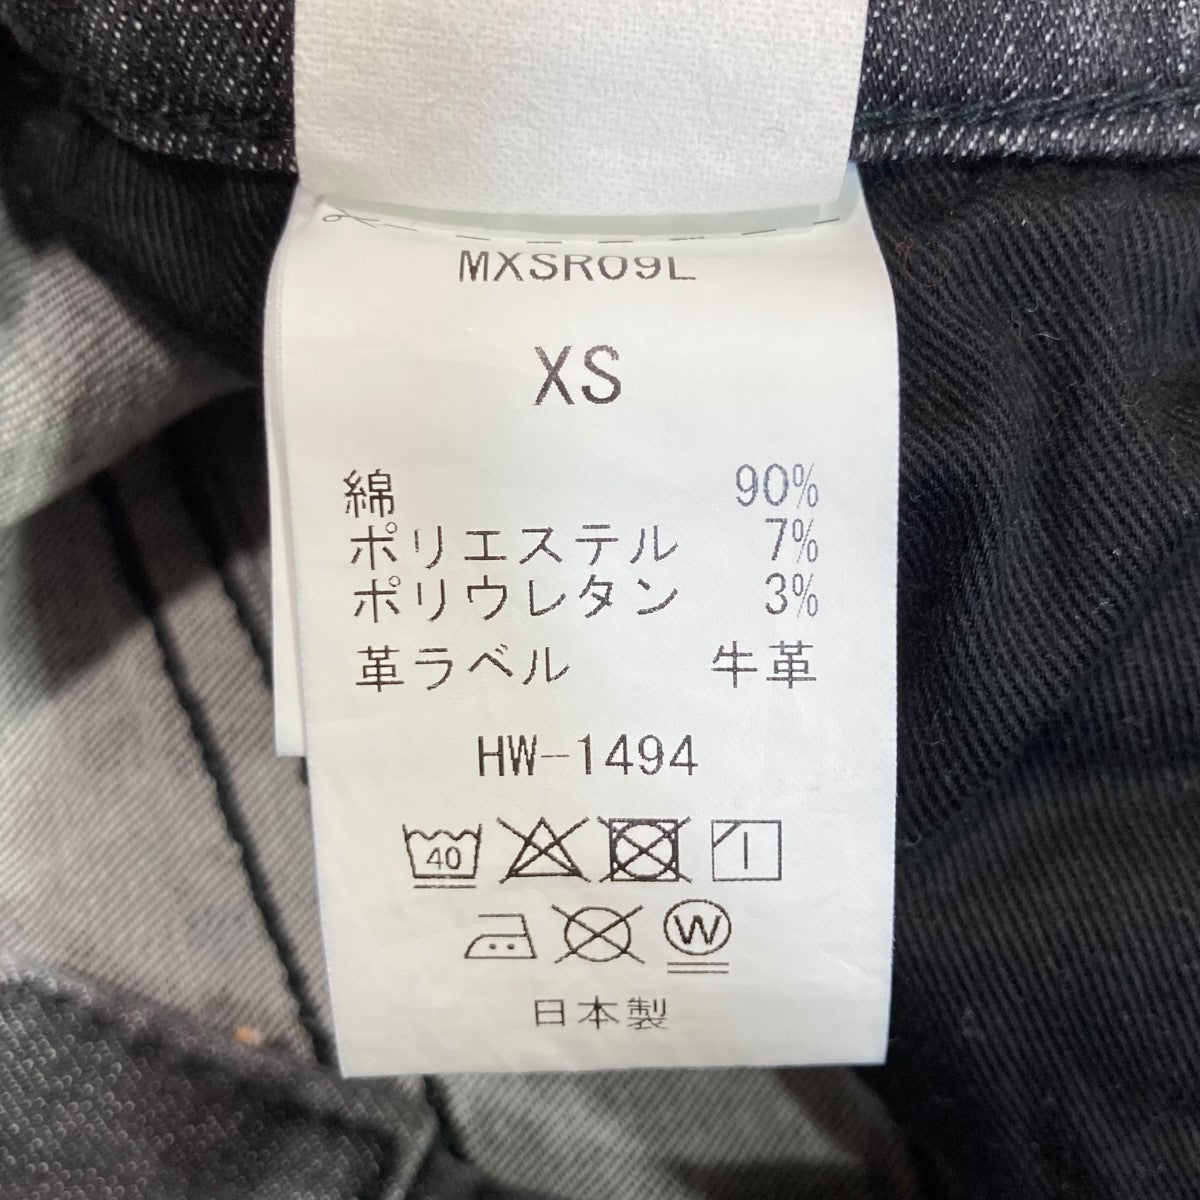 MXSR09L
XS
綿 90%
ポリエステル 7%
ポリウレタン 3%
革ラベル 牛革
HW-1494
40
W
日本製